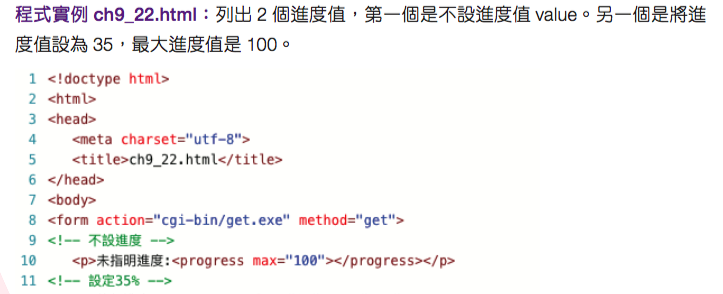 程式實例 ch9_22.html：列出 2 個進度值，第一個是不設進度值 value。另一個是將進
度值設為 35，最大進度值是 100。
1 <!doctype html>
2 <html>
3 <head>
4 <meta charset="utf-8">
5 <title>ch9_22.html</title>
6 </head>
7 <body>
8 <form action="cgi-bin/get.exe" method="get">
9 <!-- 不設進度 -->
10 <p>未指明進度:<progress max="100"></progress></p>
11 <!-- 設定35% -->